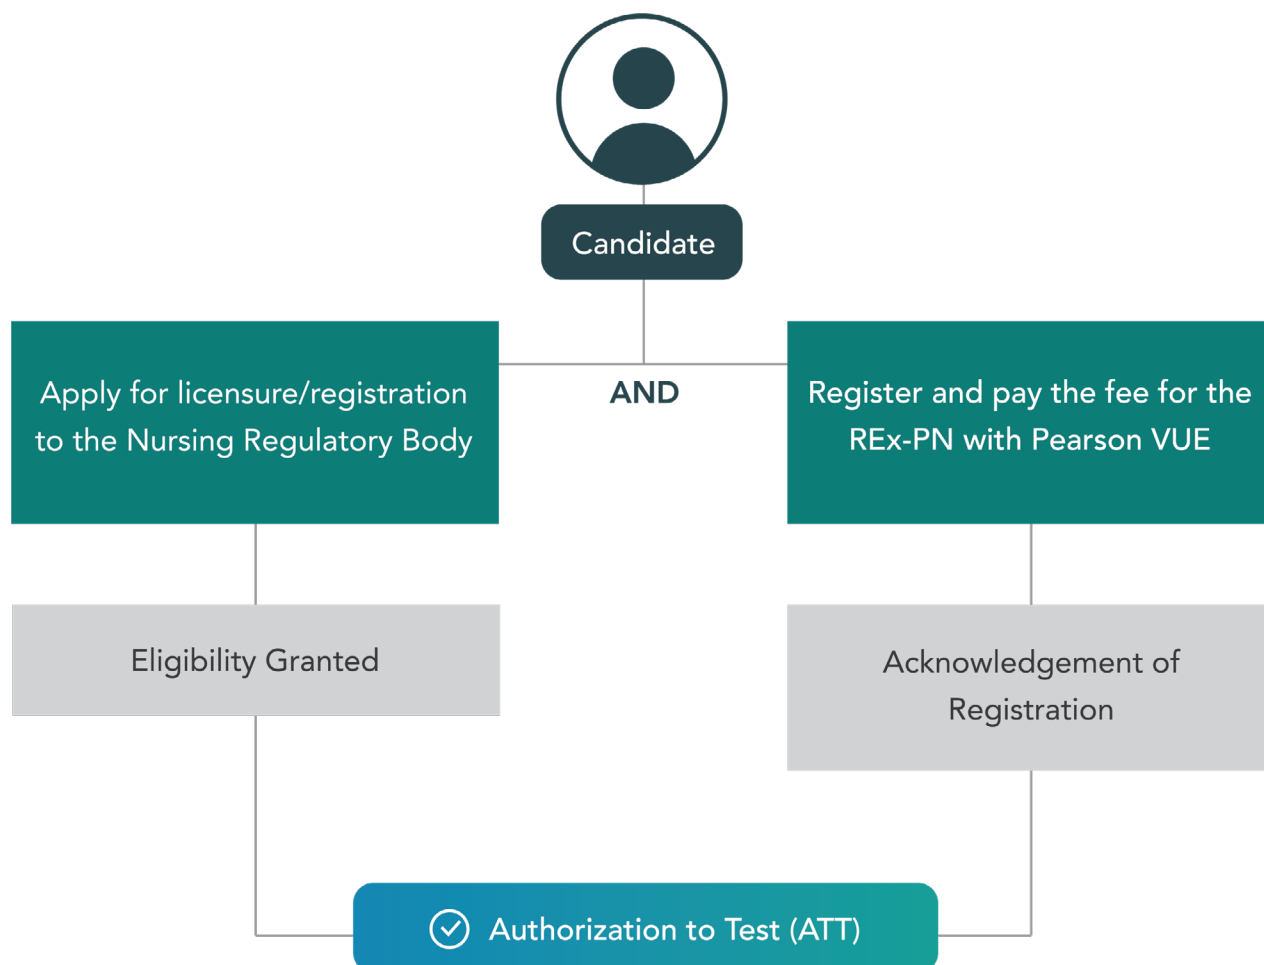 Candidate
Apply for licensure/registration
to the Nursing Regulatory Body
AND
Register and pay the fee for the
REx-PN with Pearson VUE
Eligibility Granted
Acknowledgement of
Registration
Authorization to Test (ATT)